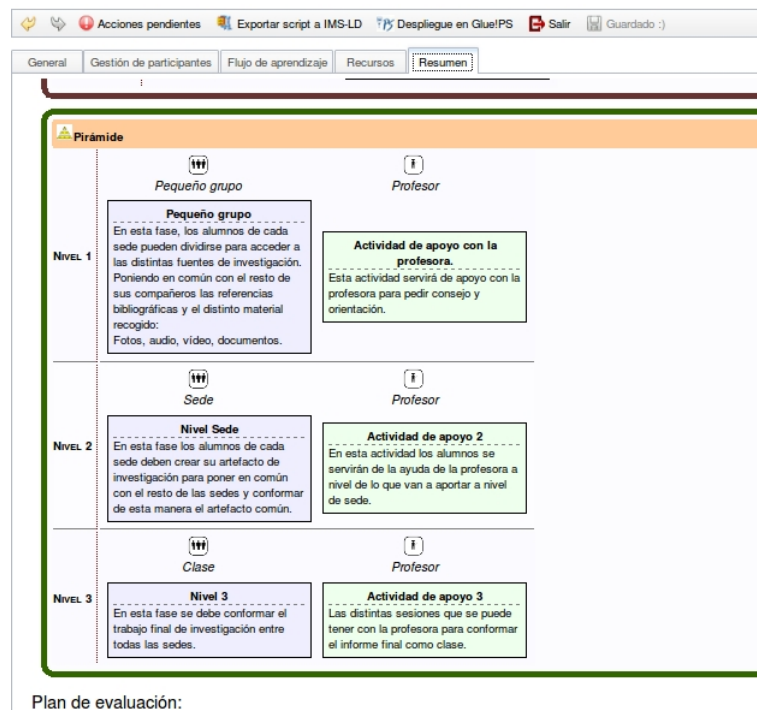 Acciones pendientes Exportar script a IMS-LD Despliegue en Glue!PS Salir Guardado :)
General Gestión de participantes Flujo de aprendizaje Recursos Resumen
Pirámide
Pequeño grupo Profesor
NIVEL 1
Pequeño grupo
En esta fase, los alumnos de cada
sede pueden dividirse para acceder a
las distintas fuentes de investigación.
Poniendo en común con el resto de
sus compañeros las referencias
bibliográficas y el distinto material
recogido:
Fotos, audio, vídeo, documentos.
Actividad de apoyo con la
profesora.
Esta actividad servirá de apoyo con la
profesora para pedir consejo y
orientación.
Sede Profesor
NIVEL 2
Nivel Sede
En esta fase los alumnos de cada
sede deben crear su artefacto de
investigación para poner en común
con el resto de las sedes y conformar
de esta manera el artefacto común.
Actividad de apoyo 2
En esta actividad los alumnos se
servirán de la ayuda de la profesora a
nivel de lo que van a aportar a nivel
de sede.
Clase Profesor
NIVEL 3
Nivel 3
En esta fase se debe conformar el
trabajo final de investigación entre
todas las sedes.
Actividad de apoyo 3
Las distintas sesiones que se puede
tener con la profesora para conformar
el informe final como clase.
Plan de evaluación: